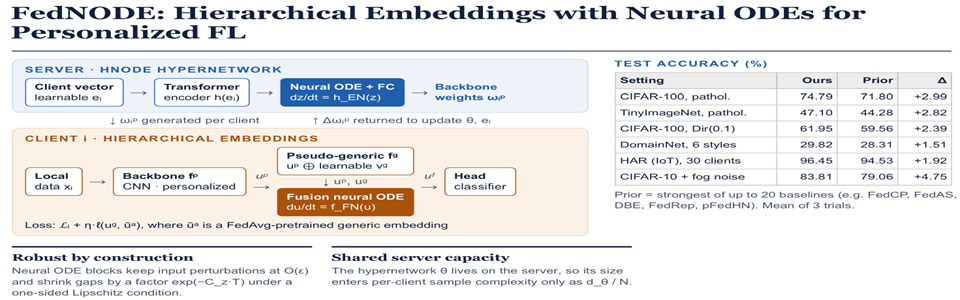 FedNODE: Hierarchical Embeddings with Neural ODEs for
Personalized FL
SERVER · HNODE HYPERNETWORK
Client vector
learnable eᵢ
→
Transformer
encoder h(eᵢ)
→
Neural ODE + FC
dz/dt = h_EN(z)
→
Backbone
weights ωᵢᵖ
↓ ωᵢᵖ generated per client
↑ Δωᵢᵖ returned to update θ, eᵢ
CLIENT i · HIERARCHICAL EMBEDDINGS
Local
data xᵢ
→
Backbone fᵖ
CNN · personalized
uᵖ
→
Pseudo-generic fᵍ
uᵖ ⊕ learnable vᵍ
↓ uᵖ, uᵍ
Fusion neural ODE
du/dt = f_FN(u)
uᶠ
→
Head
classifier
Loss: ℒᵢ + η·ℓ(uᵍ, ūᵃ), where ūᵃ is a FedAvg-pretrained generic embedding
Robust by construction
Neural ODE blocks keep input perturbations at O(ε)
and shrink gaps by a factor exp(−C_z·T) under a
one-sided Lipschitz condition.
Shared server capacity
The hypernetwork θ lives on the server, so its size
enters per-client sample complexity only as d_θ / N.
TEST ACCURACY (%)
Setting Ours Prior Δ
CIFAR-100, pathol. 74.79 71.80 +2.99
TinyImageNet, pathol. 47.10 44.28 +2.82
CIFAR-100, Dir(0.1) 61.95 59.56 +2.39
DomainNet, 6 styles 29.82 28.31 +1.51
HAR (IoT), 30 clients 96.45 94.53 +1.92
CIFAR-10 + fog noise 83.81 79.06 +4.75
Prior = strongest of up to 20 baselines (e.g. FedCP, FedAS,
DBE, FedRep, pFedHN). Mean of 3 trials.